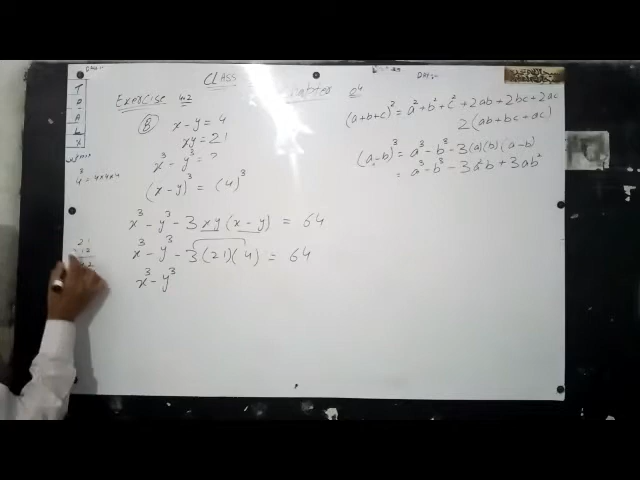 CLASS
Exercise 4.2
(8) x - y = 4
xy = 21
x³ - y³ = ?
(x-y)³ = (4)³
x³ - y³ - 3xy(x-y) = 64
x³ - y³ - 3(21)(4) = 64
x³ - y³
4³ = 4×4×4
21
(a+b+c)² = a² + b² + c² + 2ab + 2bc + 2ac
2(ab+bc+ac)
(a-b)³ = a³ - b³ - 3(a)(b)(a-b)
= a³ - b³ - 3a²b + 3ab²